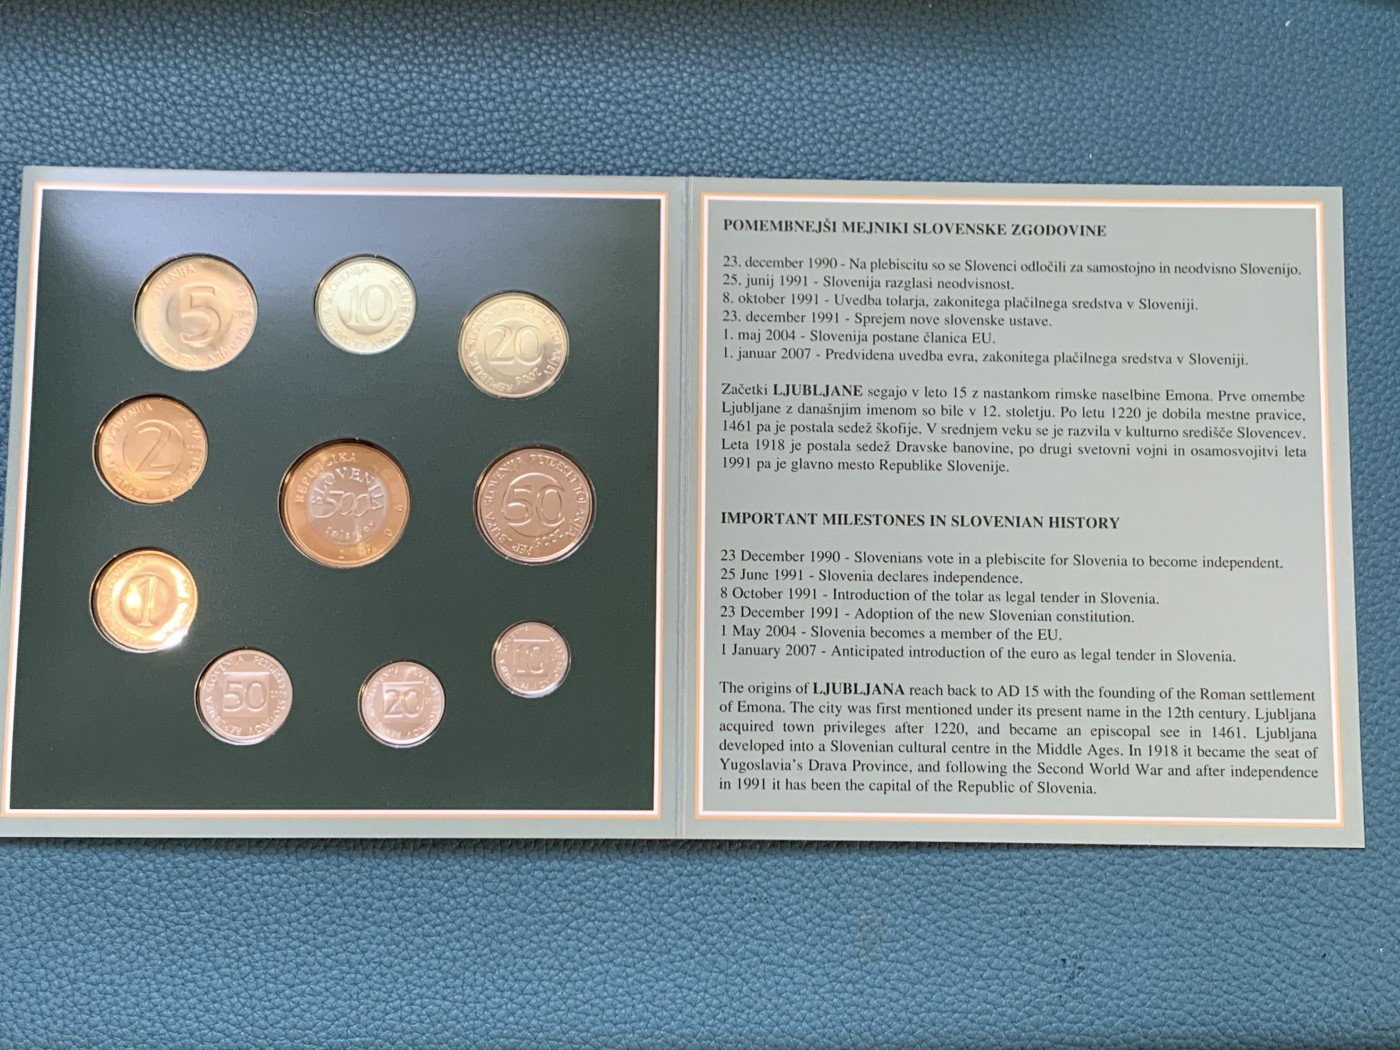 5
10
20
REPUBLIKA SLOVENIJA
2
REPUBLIKA
SLOVENIJA
500
tolarjev
50
1
50
20
10
POMEMBNEJŠI MEJNIKI SLOVENSKE ZGODOVINE
23. december 1990 - Na plebiscitu so se Slovenci odločili za samostojno in neodvisno Slovenijo.
25. junij 1991 - Slovenija razglasi neodvisnost.
8. oktober 1991 - Uvedba tolarja, zakonitega plačilnega sredstva v Sloveniji.
23. december 1991 - Sprejem nove slovenske ustave.
1. maj 2004 - Slovenija postane članica EU.
1. januar 2007 - Predvidena uvedba evra, zakonitega plačilnega sredstva v Sloveniji.
Začetki LJUBLJANE segajo v leto 15 z nastankom rimske naselbine Emona. Prve omembe
Ljubljane z današnjim imenom so bile v 12. stoletju. Po letu 1220 je dobila mestne pravice,
1461 pa je postala sedež škofije. V srednjem veku se je razvila v kulturno središče Slovencev.
Leta 1918 je postala sedež Dravske banovine, po drugi svetovni vojni in osamosvojitvi leta
1991 pa je glavno mesto Republike Slovenije.
IMPORTANT MILESTONES IN SLOVENIAN HISTORY
23 December 1990 - Slovenians vote in a plebiscite for Slovenia to become independent.
25 June 1991 - Slovenia declares independence.
8 October 1991 - Introduction of the tolar as legal tender in Slovenia.
23 December 1991 - Adoption of the new Slovenian constitution.
1 May 2004 - Slovenia becomes a member of the EU.
1 January 2007 - Anticipated introduction of the euro as legal tender in Slovenia.
The origins of LJUBLJANA reach back to AD 15 with the founding of the Roman settlement
of Emona. The city was first mentioned under its present name in the 12th century. Ljubljana
acquired town privileges after 1220, and became an episcopal see in 1461. Ljubljana
developed into a Slovenian cultural centre in the Middle Ages. In 1918 it became the seat of
Yugoslavia's Drava Province, and following the Second World War and after independence
in 1991 it has been the capital of the Republic of Slovenia.